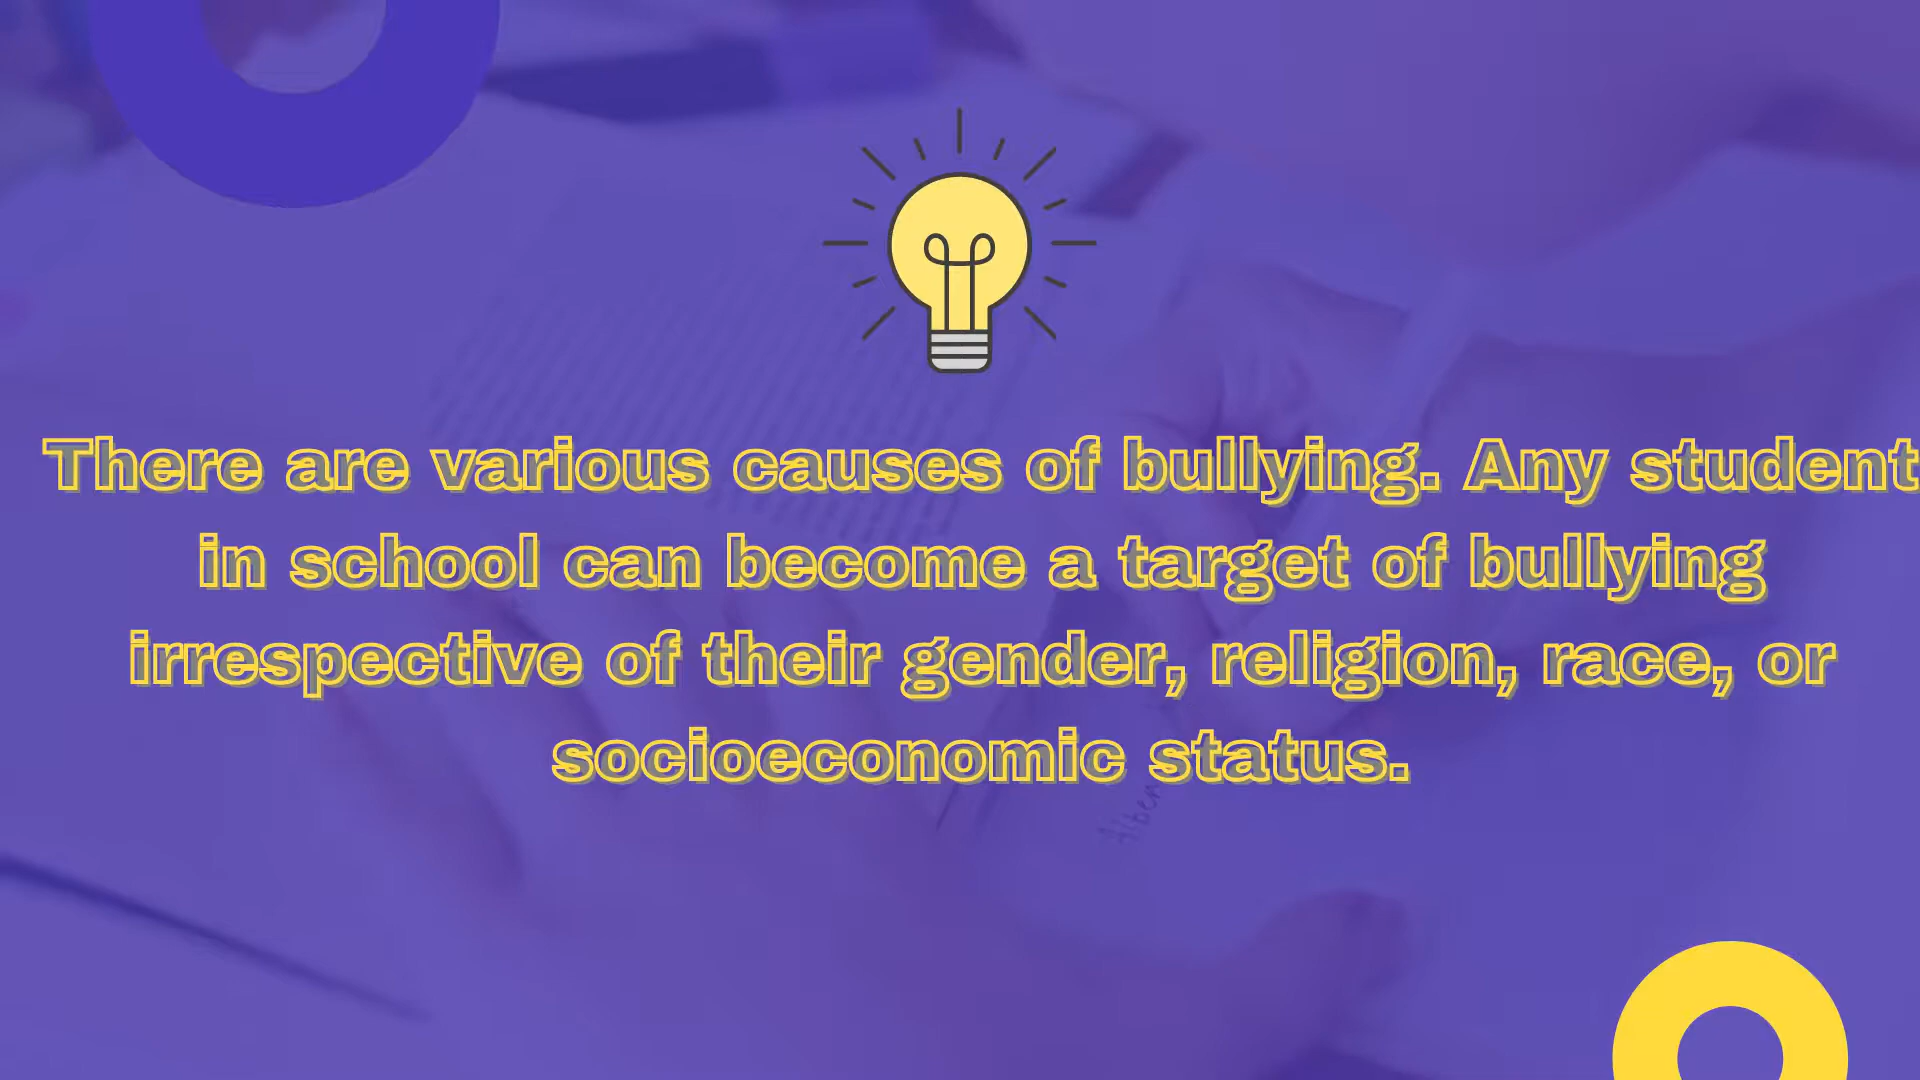 There are various causes of bullying. Any student
in school can become a target of bullying
irrespective of their gender, religion, race, or
socioeconomic status.